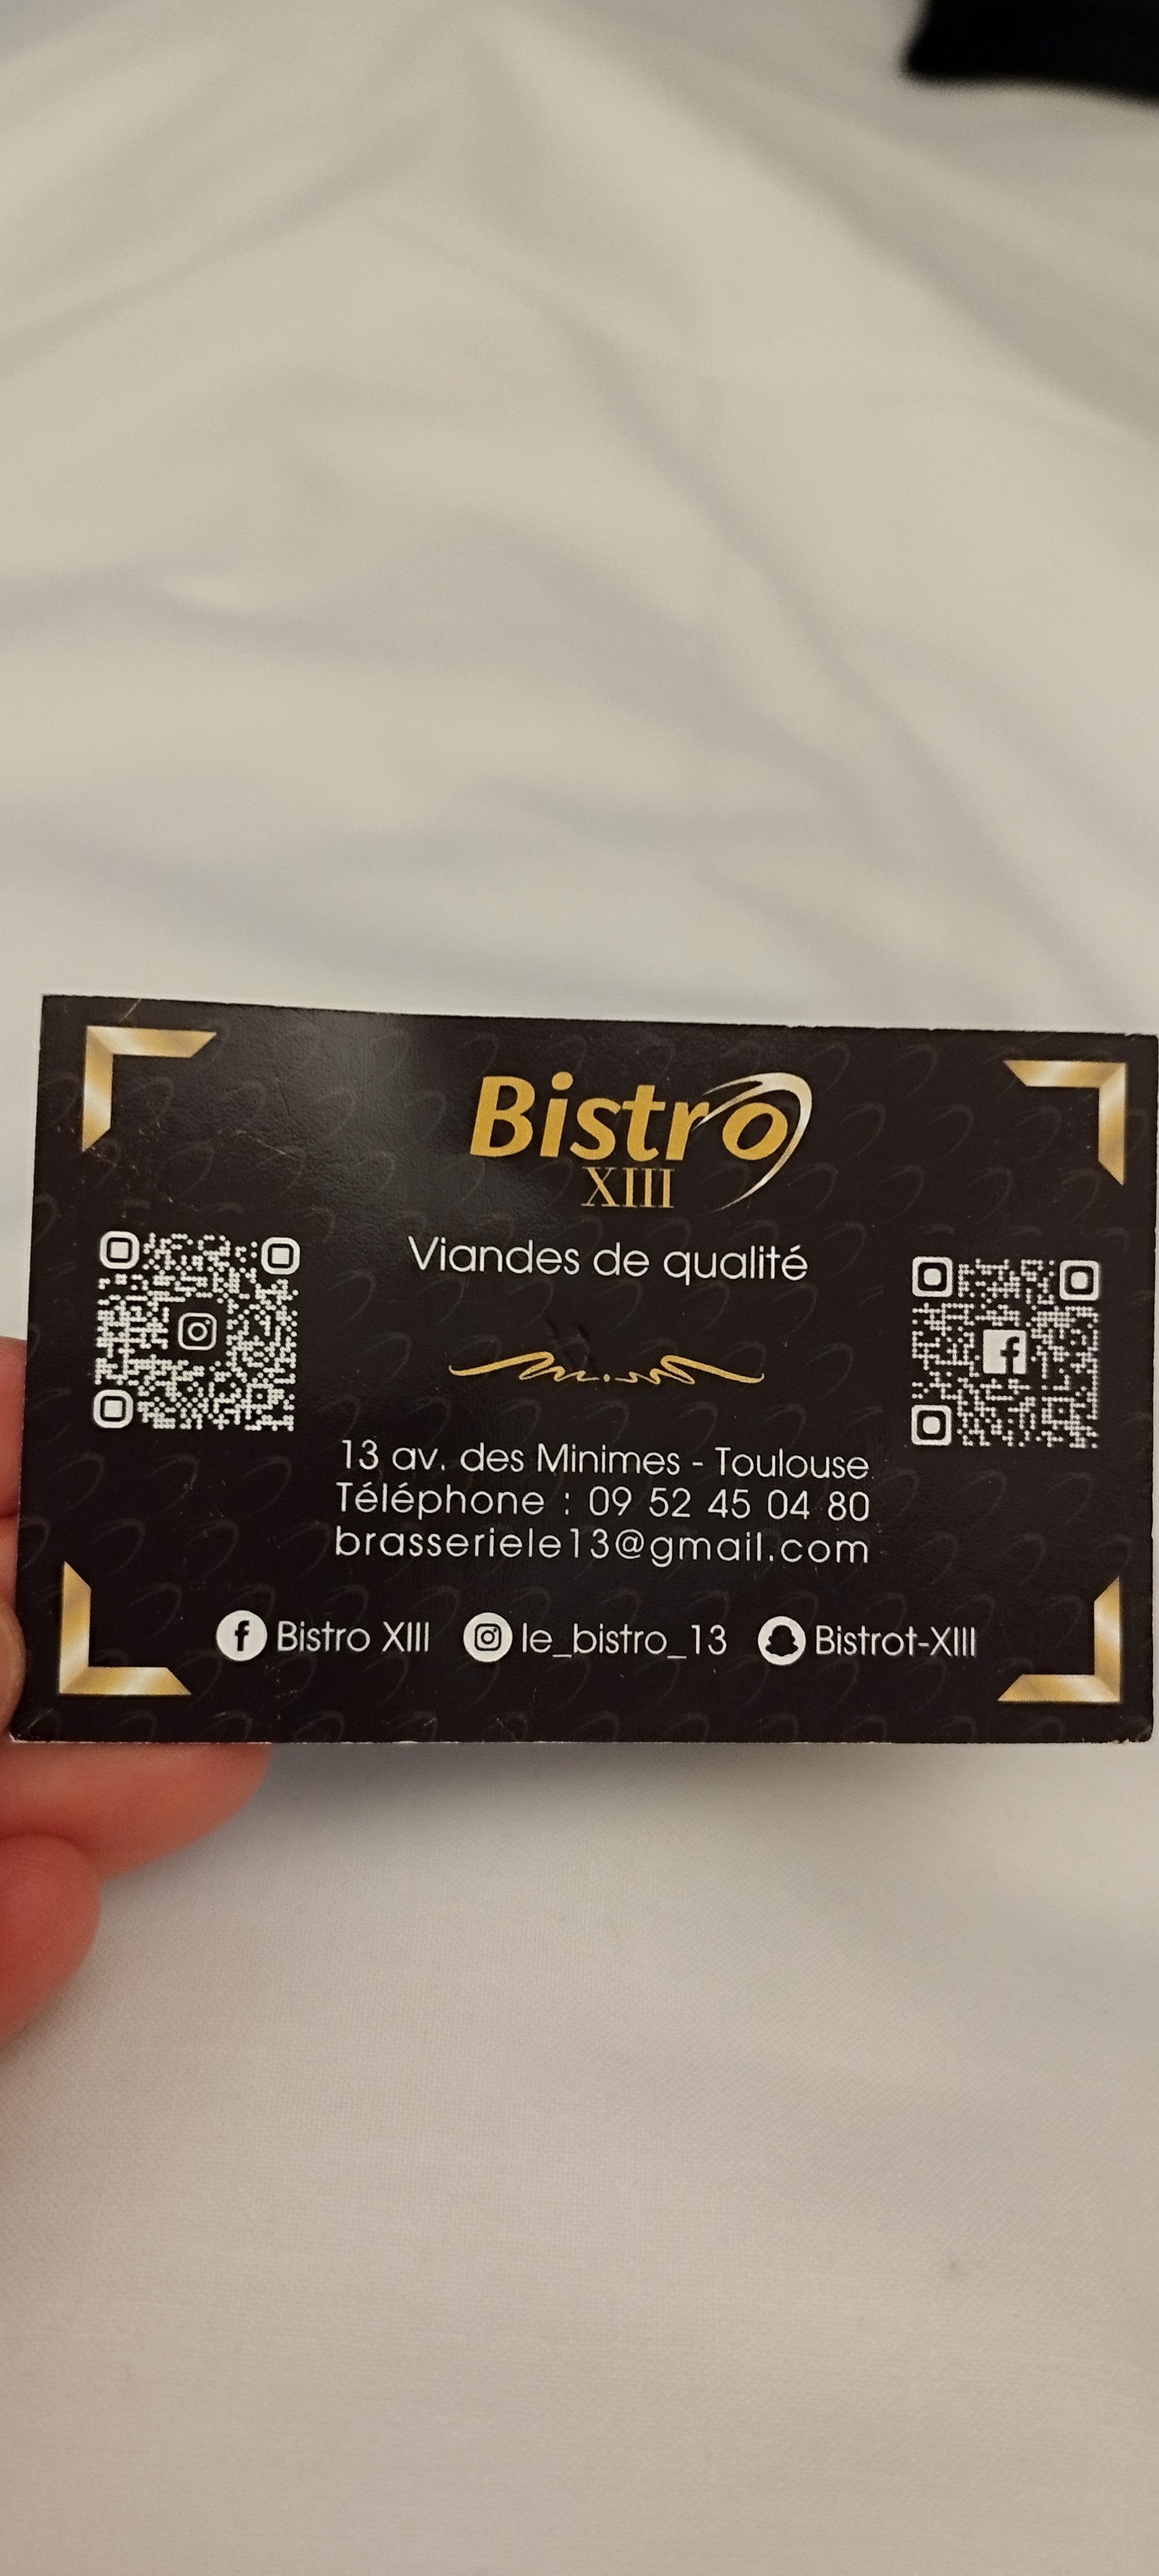 Bistro
XIII
Viandes de qualité
13 av. des Minimes - Toulouse
Téléphone : 09 52 45 04 80
brasseriele13@gmail.com
Bistro XIII le_bistro_13 Bistrot-XIII